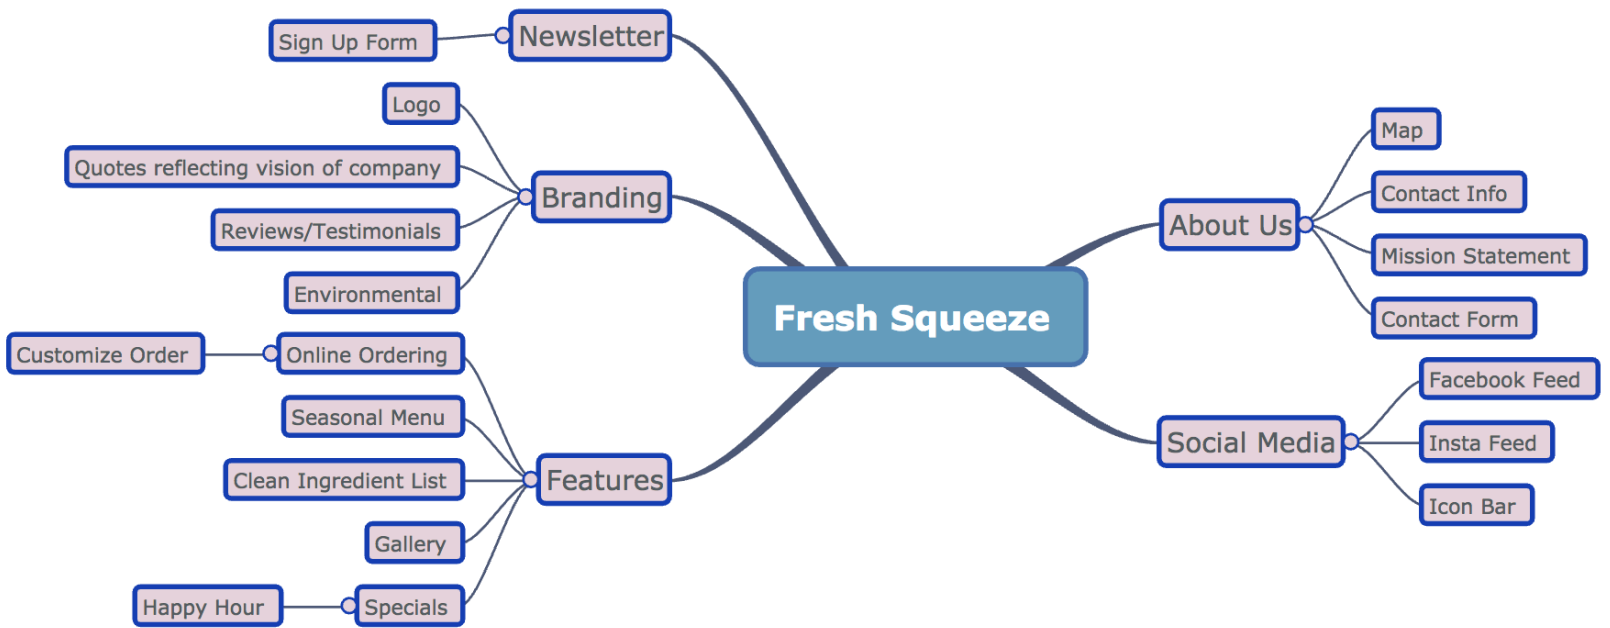 Newsletter
Sign Up Form
Branding
Logo
Quotes reflecting vision of company
Reviews/Testimonials
Environmental
Fresh Squeeze
Features
Online Ordering
Customize Order
Seasonal Menu
Clean Ingredient List
Gallery
Specials
Happy Hour
About Us
Map
Contact Info
Mission Statement
Contact Form
Social Media
Facebook Feed
Insta Feed
Icon Bar